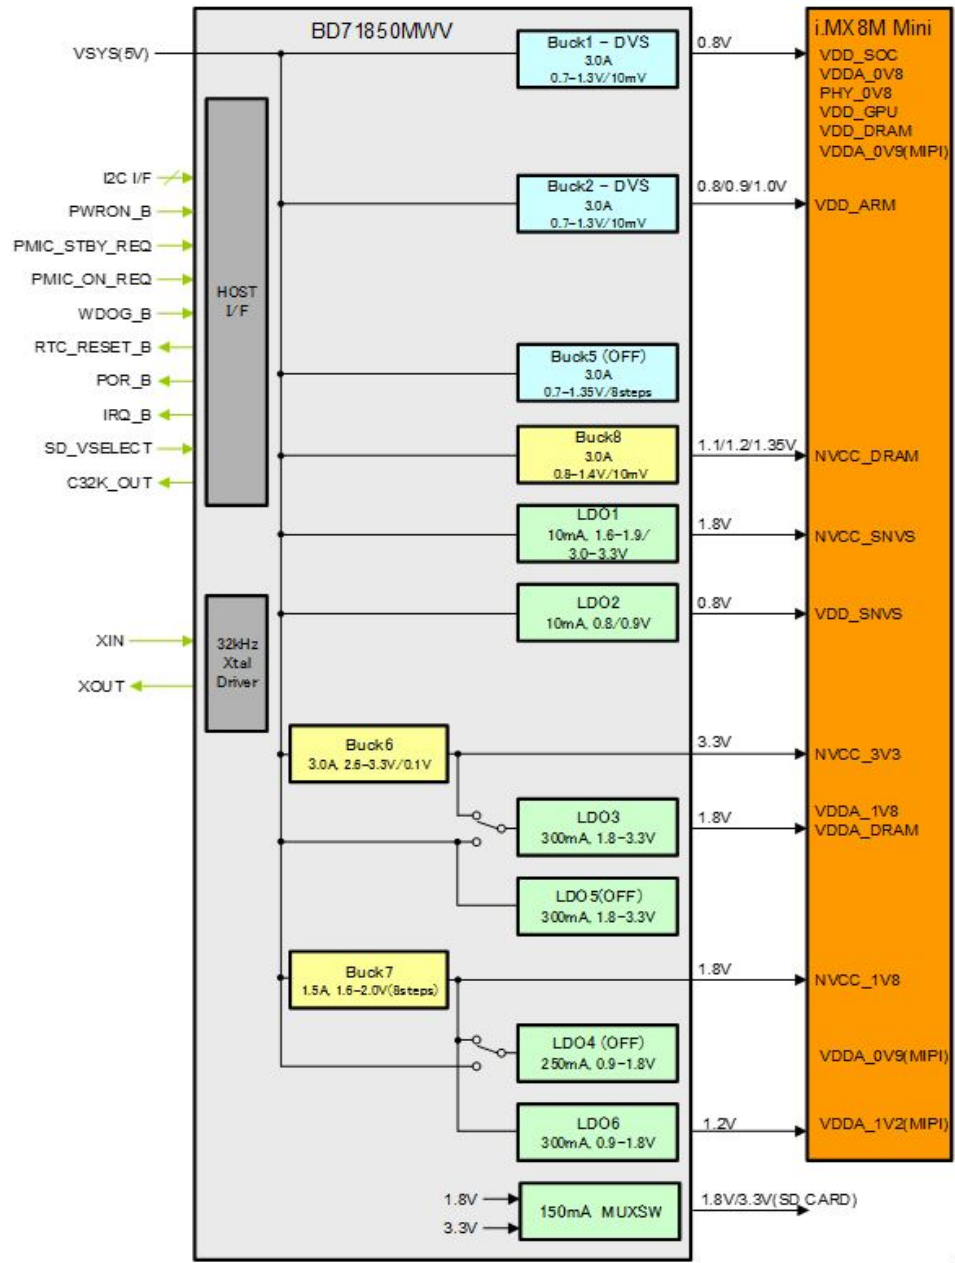 BD71850MWV
i.MX 8M Mini
VSYS(5V)
Buck1 - DVS
3.0A
0.7-1.3V/10mV
0.8V
VDD_SOC
VDDA_0V8
PHY_0V8
VDD_GPU
VDD_DRAM
VDDA_0V9(MIPI)
HOST
I/F
I2C I/F
PWRON_B
PMIC_STBY_REQ
PMIC_ON_REQ
WDOG_B
RTC_RESET_B
POR_B
IRQ_B
SD_VSELECT
C32K_OUT
Buck2 - DVS
3.0A
0.7-1.3V/10mV
0.8/0.9/1.0V
VDD_ARM
Buck5 (OFF)
3.0A
0.7-1.35V/8steps
Buck8
3.0A
0.8-1.4V/10mV
1.1/1.2/1.35V
NVCC_DRAM
LDO1
10mA, 1.6-1.9/
3.0-3.3V
1.8V
NVCC_SNVS
LDO2
10mA, 0.8/0.9V
0.8V
VDD_SNVS
XIN
XOUT
32kHz
Xtal
Driver
Buck6
3.0A, 2.6-3.3V/0.1V
3.3V
NVCC_3V3
LDO3
300mA, 1.8-3.3V
1.8V
VDDA_1V8
VDDA_DRAM
LDO5(OFF)
300mA, 1.8-3.3V
Buck7
1.5A, 1.6-2.0V(8steps)
1.8V
NVCC_1V8
LDO4 (OFF)
250mA, 0.9-1.8V
VDDA_0V9(MIPI)
LDO6
300mA, 0.9-1.8V
1.2V
VDDA_1V2(MIPI)
1.8V
3.3V
150mA MUXSW
1.8V/3.3V(SD CARD)